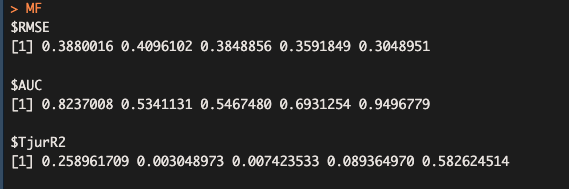 > MF
$RMSE
[1] 0.3880016 0.4096102 0.3848856 0.3591849 0.3048951
$AUC
[1] 0.8237008 0.5341131 0.5467480 0.6931254 0.9496779
$TjurR2
[1] 0.258961709 0.003048973 0.007423533 0.089364970 0.582624514